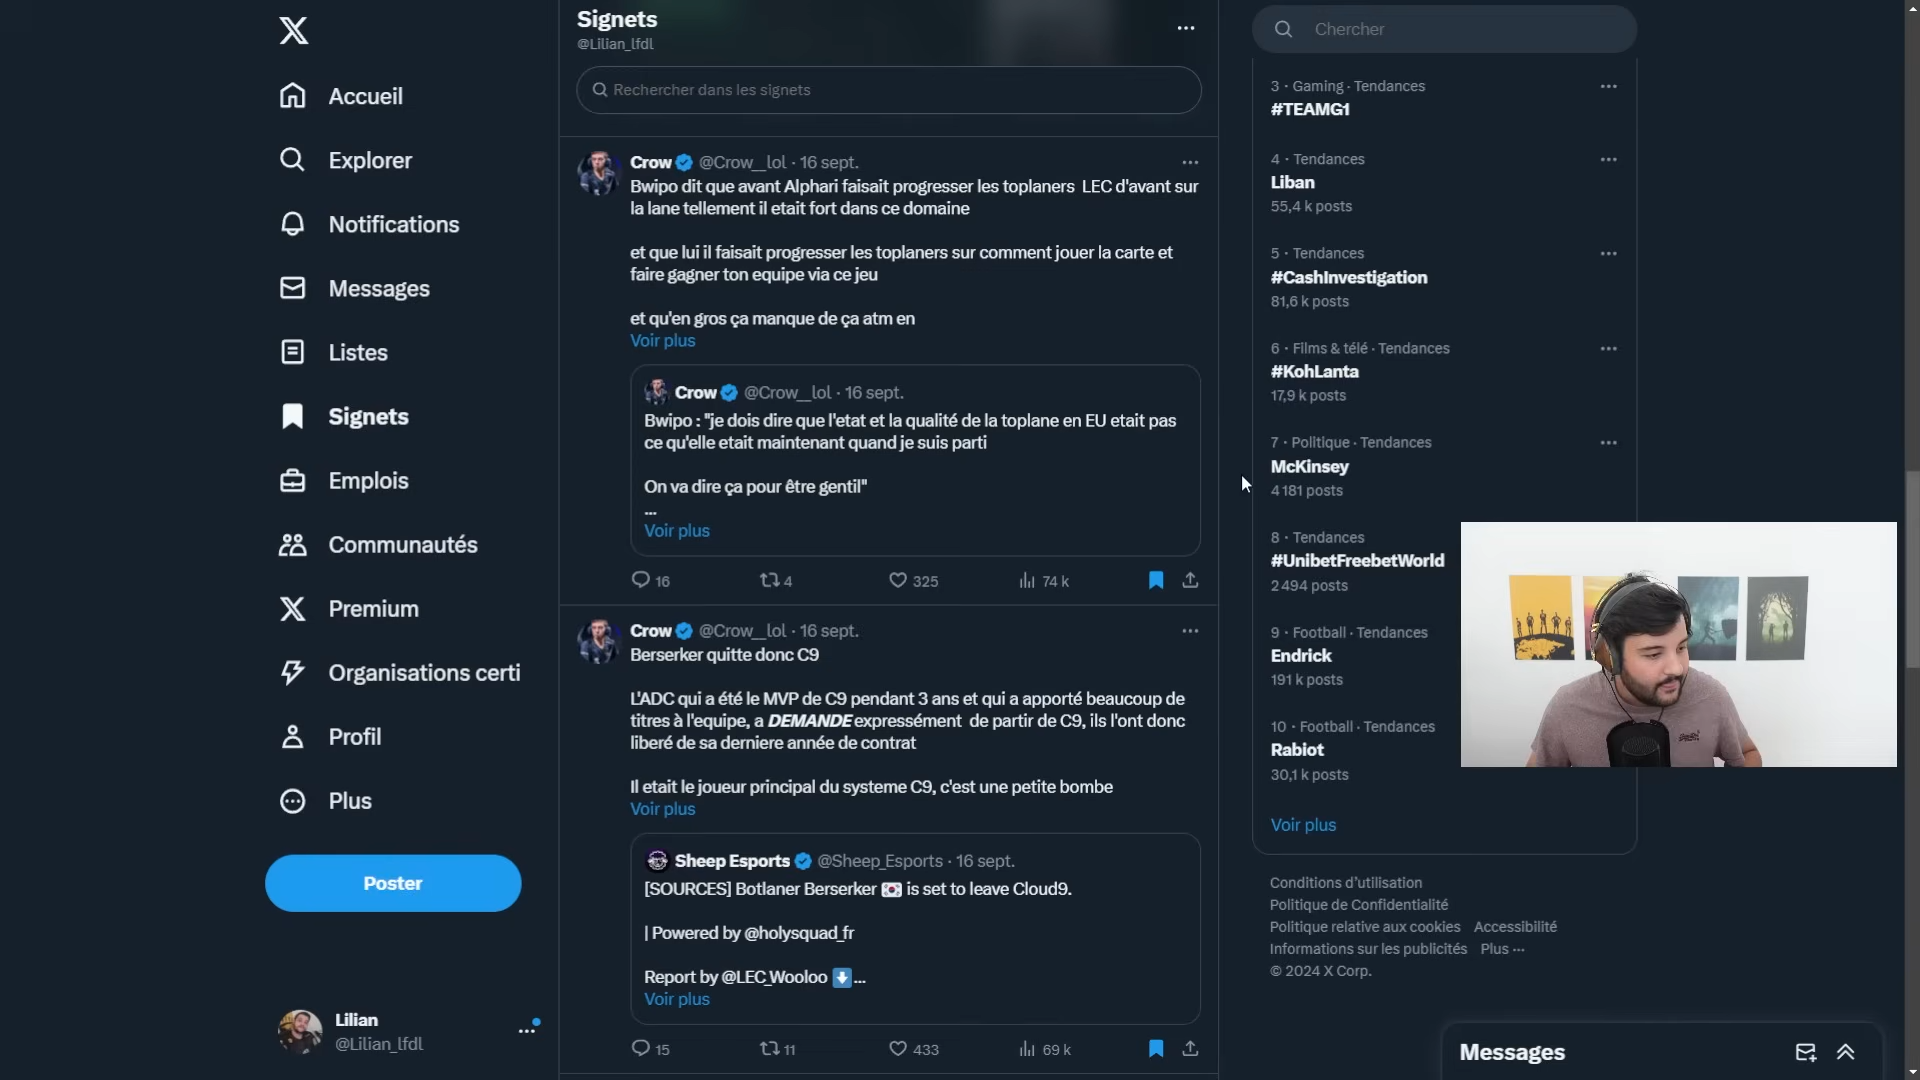 Accueil
Explorer
Notifications
Messages
Listes
Signets
Emplois
Communautés
Premium
Organisations certi
Profil
Plus
Poster
Lilian
@Lilian_lfdl
Signets
@Lilian_lfdl
Rechercher dans les signets
Crow @Crow__lol · 16 sept.
Bwipo dit que avant Alphari faisait progresser les toplaners LEC d'avant sur
la lane tellement il etait fort dans ce domaine
et que lui il faisait progresser les toplaners sur comment jouer la carte et
faire gagner ton equipe via ce jeu
et qu'en gros ça manque de ça atm en
Voir plus
Crow @Crow__lol · 16 sept.
Bwipo : "je dois dire que l'etat et la qualité de la toplane en EU etait pas
ce qu'elle etait maintenant quand je suis parti
On va dire ça pour être gentil"
...
Voir plus
16 4 325 74 k
Crow @Crow__lol · 16 sept.
Berserker quitte donc C9
L'ADC qui a été le MVP de C9 pendant 3 ans et qui a apporté beaucoup de
titres à l'equipe, a DEMANDE expressément de partir de C9, ils l'ont donc
liberé de sa derniere année de contrat
Il etait le joueur principal du systeme C9, c'est une petite bombe
Voir plus
Sheep Esports @Sheep_Esports · 16 sept.
[SOURCES] Botlaner Berserker 🇰🇷 is set to leave Cloud9.
| Powered by @holysquad_fr
Report by @LEC_Wooloo ⬇️...
Voir plus
15 11 433 69 k
Chercher
3 · Gaming · Tendances
#TEAMG1
4 · Tendances
Liban
55,4 k posts
5 · Tendances
#CashInvestigation
81,6 k posts
6 · Films & télé · Tendances
#KohLanta
17,9 k posts
7 · Politique · Tendances
McKinsey
4 181 posts
8 · Tendances
#UnibetFreebetWorld
2 494 posts
9 · Football · Tendances
Endrick
191 k posts
10 · Football · Tendances
Rabiot
30,1 k posts
Voir plus
Conditions d'utilisation
Politique de Confidentialité
Politique relative aux cookies Accessibilité
Informations sur les publicités Plus ...
© 2024 X Corp.
Messages